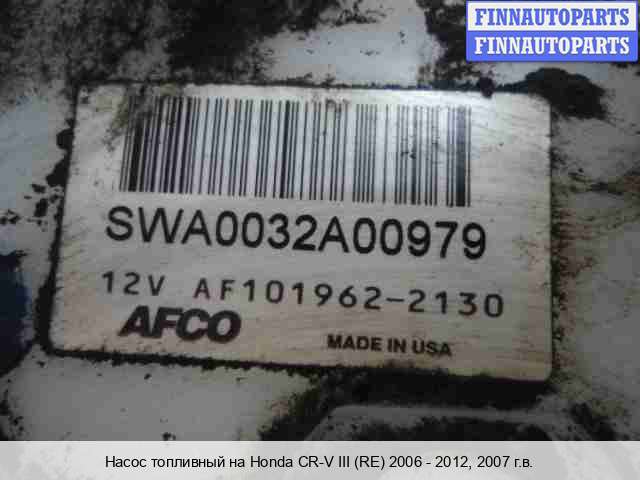 FINNAUTOPARTS
FINNAUTOPARTS
SWA0032A00979
12V AF101962-2130
AFCO
MADE IN USA
Насос топливный на Honda CR-V III (RE) 2006 - 2012, 2007 г.в.